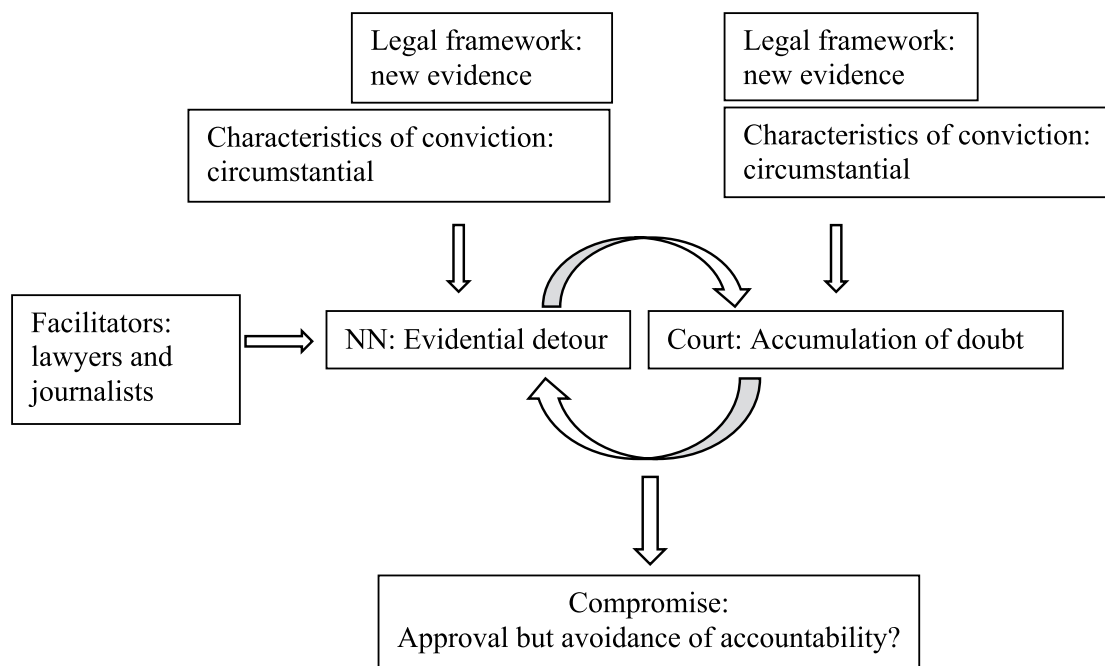 Legal framework:
new evidence
Legal framework:
new evidence
Characteristics of conviction:
circumstantial
Characteristics of conviction:
circumstantial
Facilitators:
lawyers and
journalists
NN: Evidential detour
Court: Accumulation of doubt
Compromise:
Approval but avoidance of accountability?